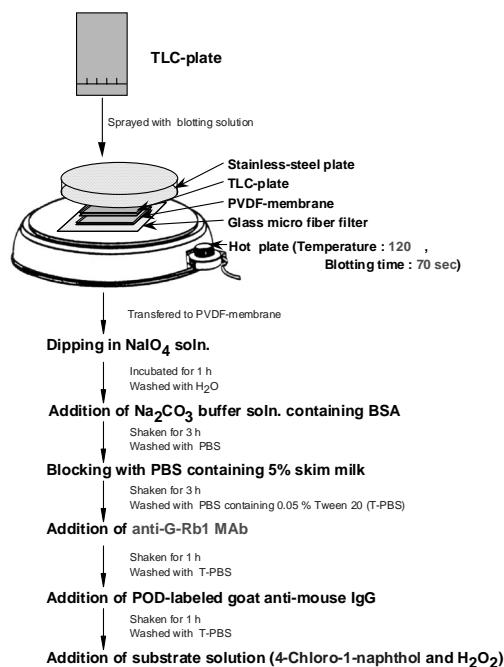 TLC-plate
Sprayed with blotting solution
Stainless-steel plate
TLC-plate
PVDF-membrane
Glass micro fiber filter
Hot plate (Temperature : 120 ,
Blotting time : 70 sec)
Transfered to PVDF-membrane
Dipping in NaIO4 soln.
Incubated for 1 h
Washed with H2O
Addition of Na2CO3 buffer soln. containing BSA
Shaken for 3 h
Washed with PBS
Blocking with PBS containing 5% skim milk
Shaken for 3 h
Washed with PBS containing 0.05 % Tween 20 (T-PBS)
Addition of anti-G-Rb1 MAb
Shaken for 1 h
Washed with T-PBS
Addition of POD-labeled goat anti-mouse IgG
Shaken for 1 h
Washed with T-PBS
Addition of substrate solution (4-Chloro-1-naphthol and H2O2)